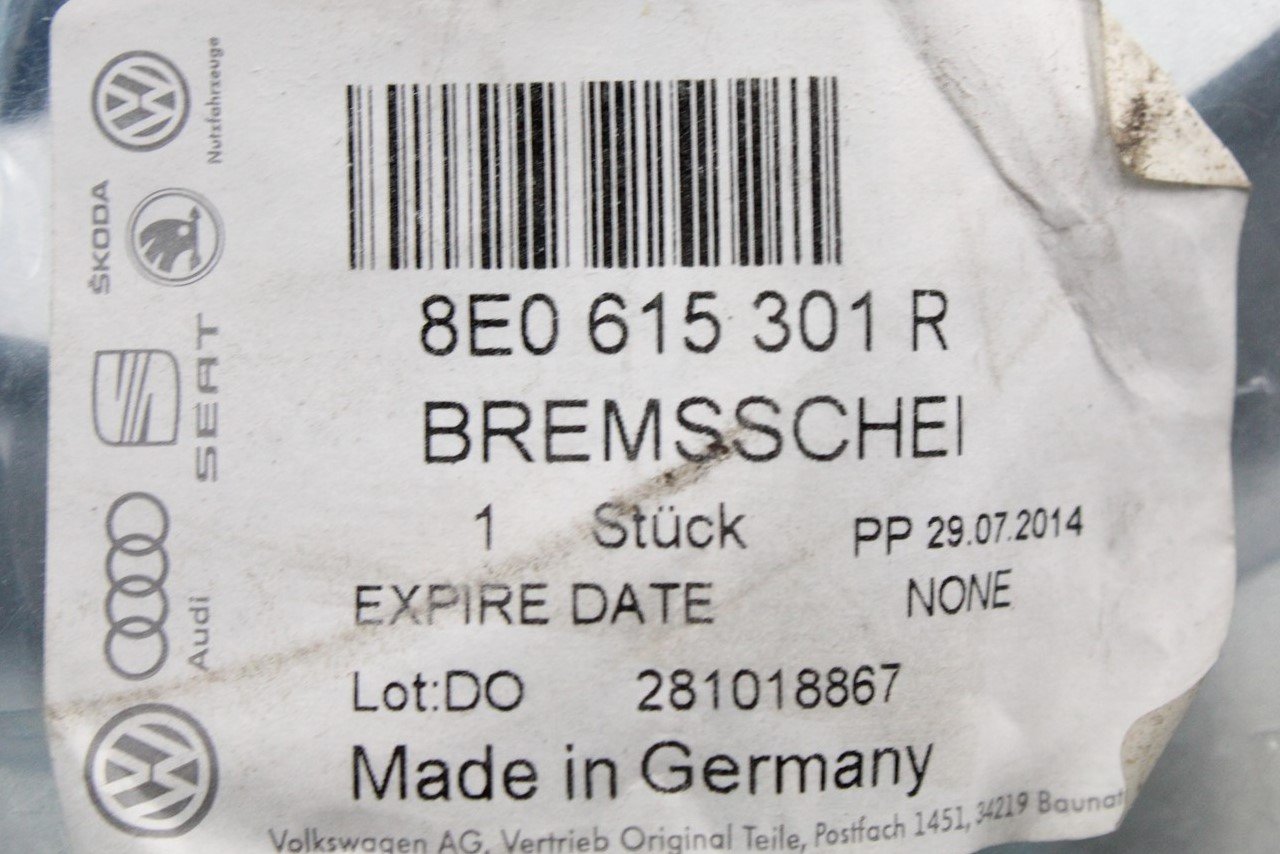 Nutzfahrzeuge
ŠKODA
SEAT
Audi
8E0 615 301 R
BREMSSCHEI
1 Stück PP 29.07.2014
EXPIRE DATE NONE
Lot:DO 281018867
Made in Germany
Volkswagen AG, Vertrieb Original Teile, Postfach 1451, 34219 Baunat